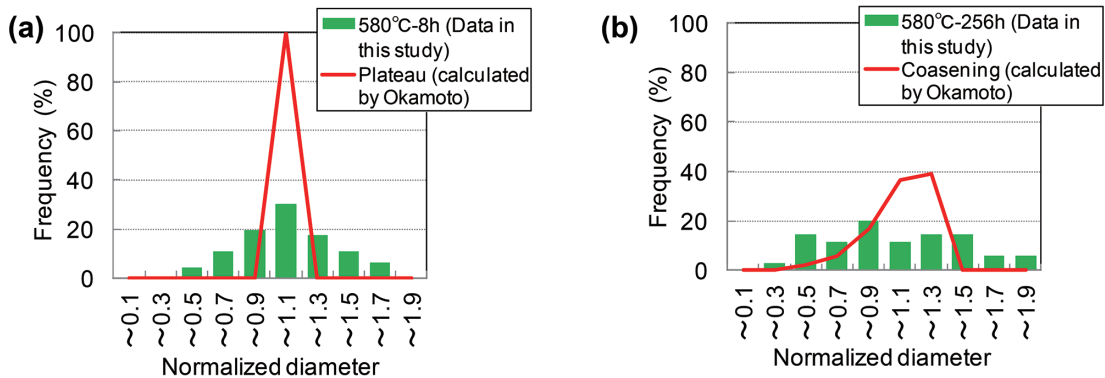 (a)
580℃-8h (Data in
this study)
Plateau (calculated
by Okamoto)
Frequency (%)
100
80
60
40
20
0
~0.1
~0.3
~0.5
~0.7
~0.9
~1.1
~1.3
~1.5
~1.7
~1.9
Normalized diameter
(b)
580℃-256h (Data in
this study)
Coasening (calculated
by Okamoto)
Frequency (%)
100
80
60
40
20
0
~0.1
~0.3
~0.5
~0.7
~0.9
~1.1
~1.3
~1.5
~1.7
~1.9
Normalized diameter